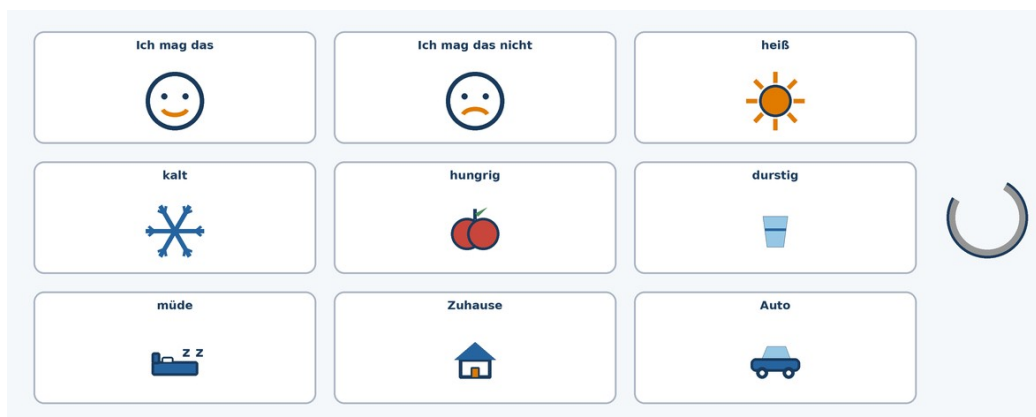 Ich mag das
Ich mag das nicht
heiß
kalt
hungrig
durstig
müde
z z
Zuhause
Auto